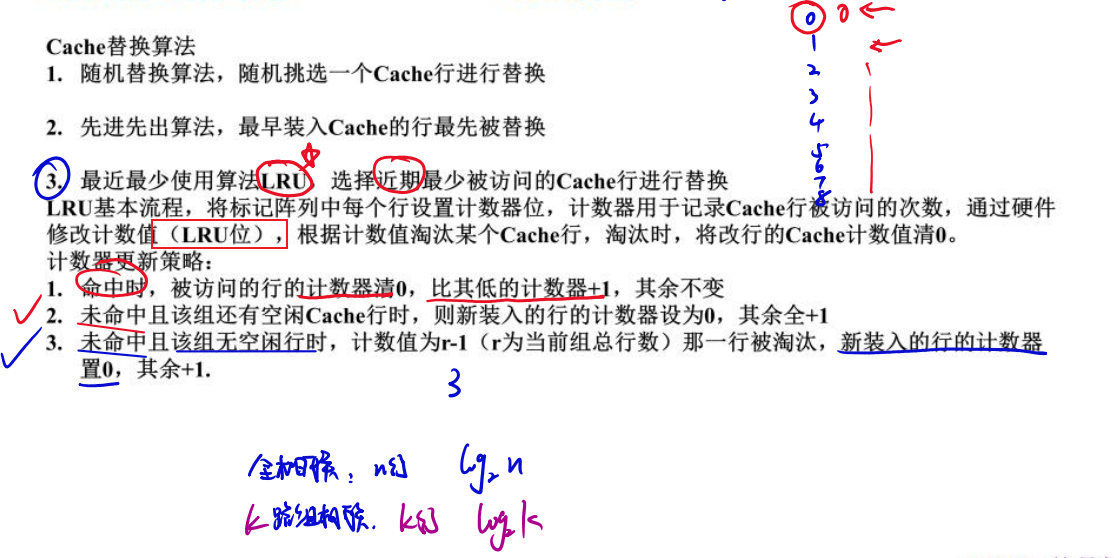 0 0
1
2
3
4
5
6
7
8
Cache替换算法
1. 随机替换算法，随机挑选一个Cache行进行替换
2. 先进先出算法，最早装入Cache的行最先被替换
3. 最近最少使用算法LRU，选择近期最少被访问的Cache行进行替换
LRU基本流程，将标记阵列中每个行设置计数器位，计数器用于记录Cache行被访问的次数，通过硬件
修改计数值（LRU位），根据计数值淘汰某个Cache行，淘汰时，将改行的Cache计数值清0。
计数器更新策略：
1. 命中时，被访问的行的计数器清0，比其低的计数器+1，其余不变
2. 未命中且该组还有空闲Cache行时，则新装入的行的计数器设为0，其余全+1
3. 未命中且该组无空闲行时，计数值为r-1（r为当前组总行数）那一行被淘汰，新装入的行的计数器
置0，其余+1.
3
全相联：n行 log₂n
k路组相联. k行 log₂k